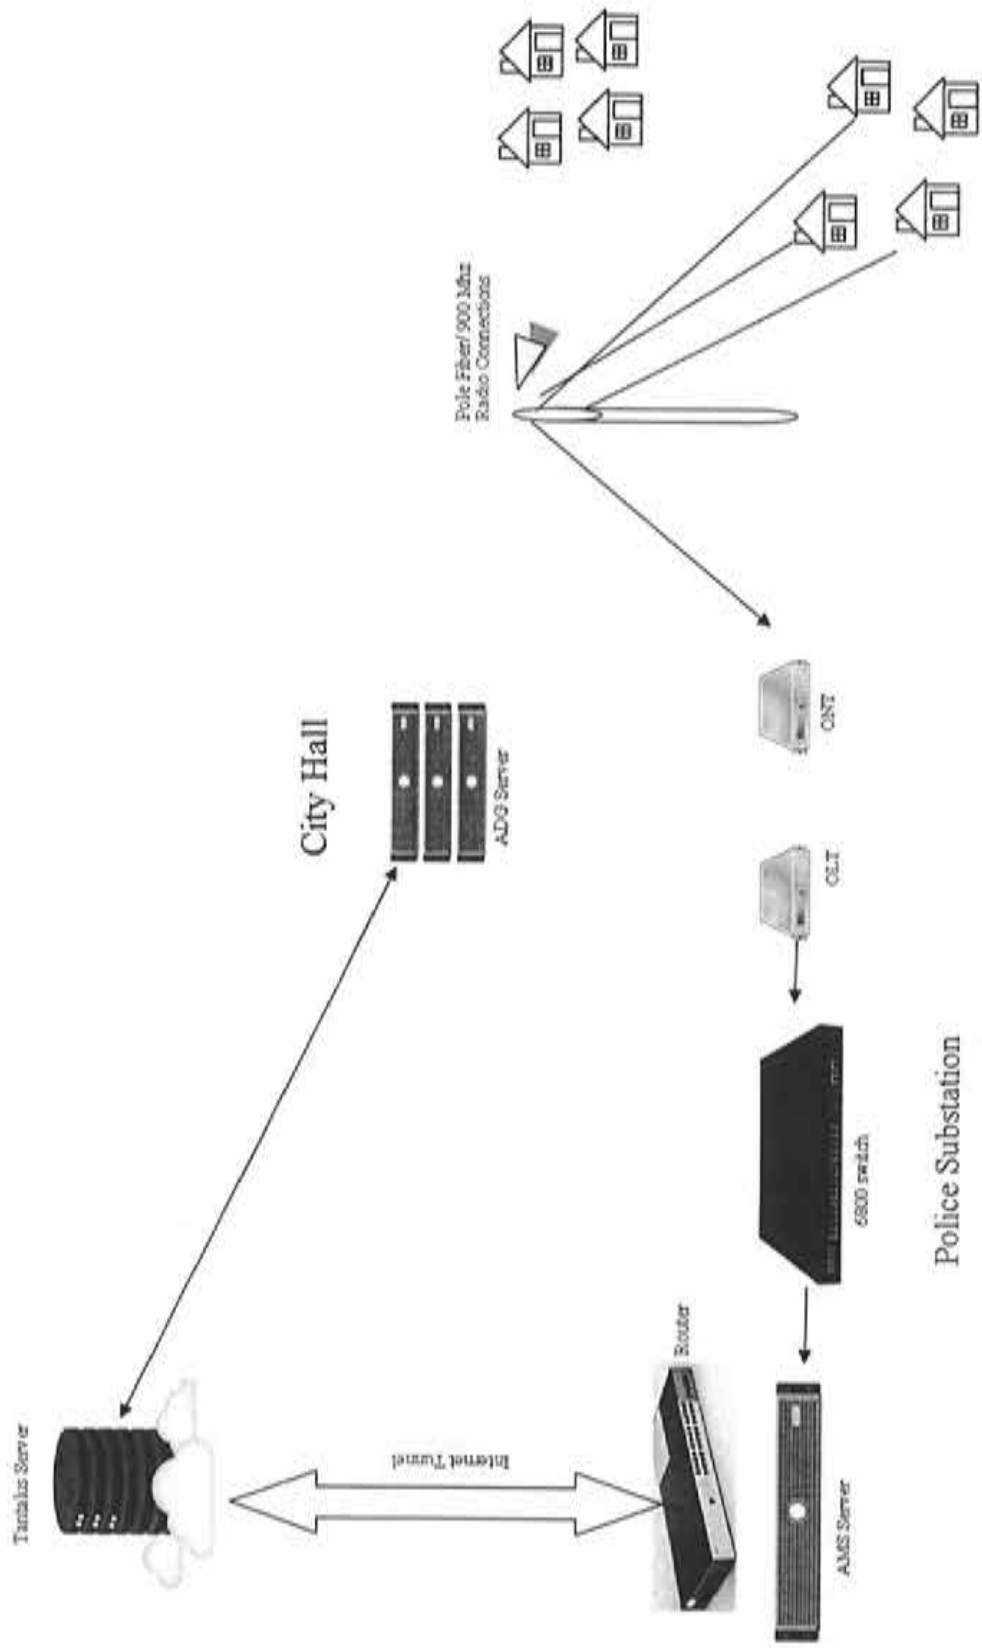 Tantalus Server
City Hall
ADG Server
Pole Fiber/ 900 Mhz
Radio Connections
Internet Tunnel
Router
AMS Server
6800 switch
OLT
ONT
Police Substation